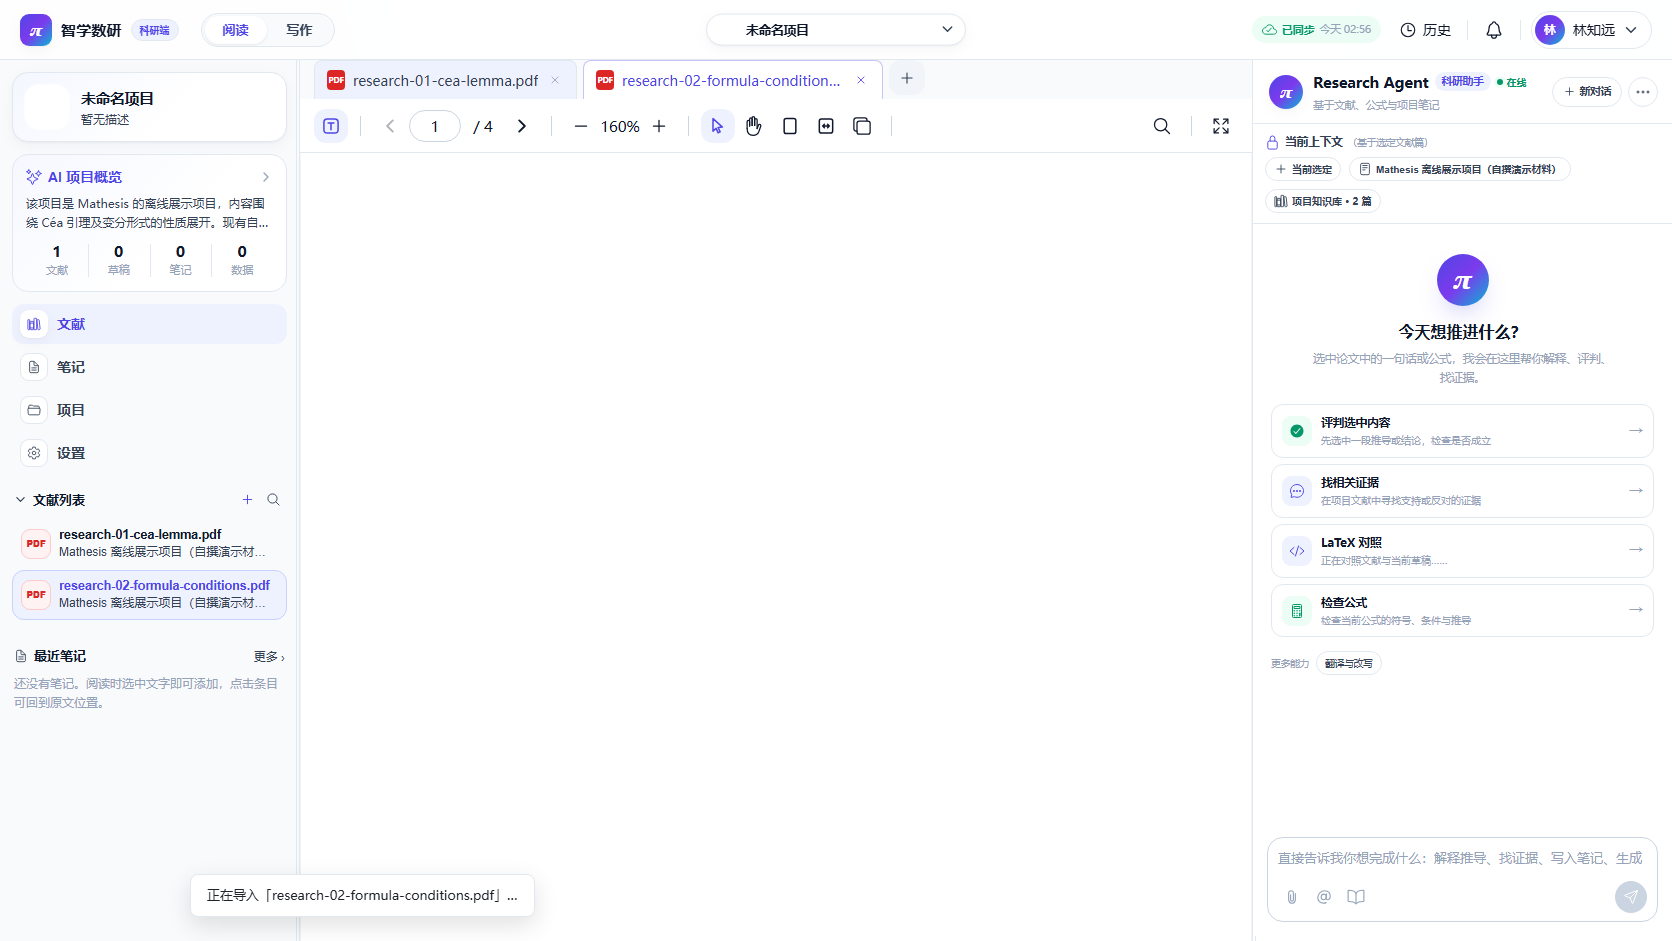 π 智学数研 科研端 阅读 写作
未命名项目
已同步 今天 02:56 历史 林 林知远
未命名项目
暂无描述
AI 项目概览
该项目是 Mathesis 的离线展示项目，内容围
绕 Céa 引理及变分形式的性质展开。现有自...
1 0 0 0
文献 草稿 笔记 数据
文献
笔记
项目
设置
文献列表
PDF research-01-cea-lemma.pdf
Mathesis 离线展示项目（自撰演示材...
PDF research-02-formula-conditions.pdf
Mathesis 离线展示项目（自撰演示材...
最近笔记 更多 ›
还没有笔记。阅读时选中文字即可添加，点击条目
可回到原文位置。
PDF research-01-cea-lemma.pdf × PDF research-02-formula-condition... × +
T 1 / 4 − 160% +
正在导入「research-02-formula-conditions.pdf」...
π Research Agent 科研助手 在线
基于文献、公式与项目笔记
+ 新对话 ...
当前上下文 （基于选定文献篇）
+ 当前选定 Mathesis 离线展示项目（自撰演示材料）
项目知识库 • 2 篇
π
今天想推进什么?
选中论文中的一句话或公式，我会在这里帮你解释、评判、
找证据。
评判选中内容
先选中一段推导或结论，检查是否成立
找相关证据
在项目文献中寻找支持或反对的证据
LaTeX 对照
正在对照文献与当前草稿......
检查公式
检查当前公式的符号、条件与推导
更多能力 翻译与改写
直接告诉我你想完成什么：解释推导、找证据、写入笔记、生成
@